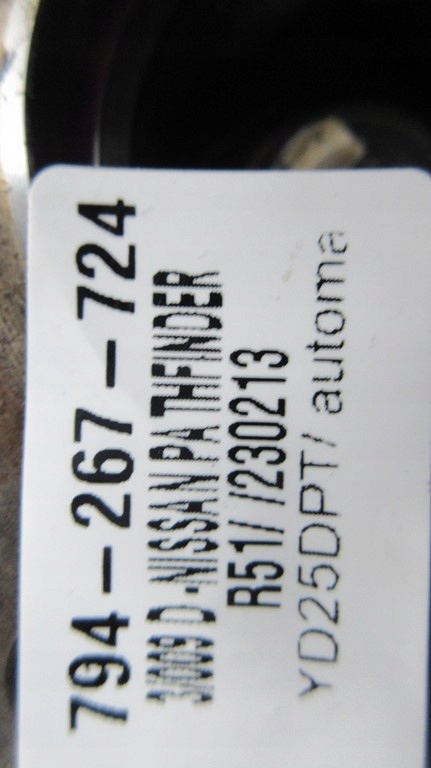 794-267-724
D-NISSAN PATHFINDER
R51/ /230213
YD25DPT/ automa